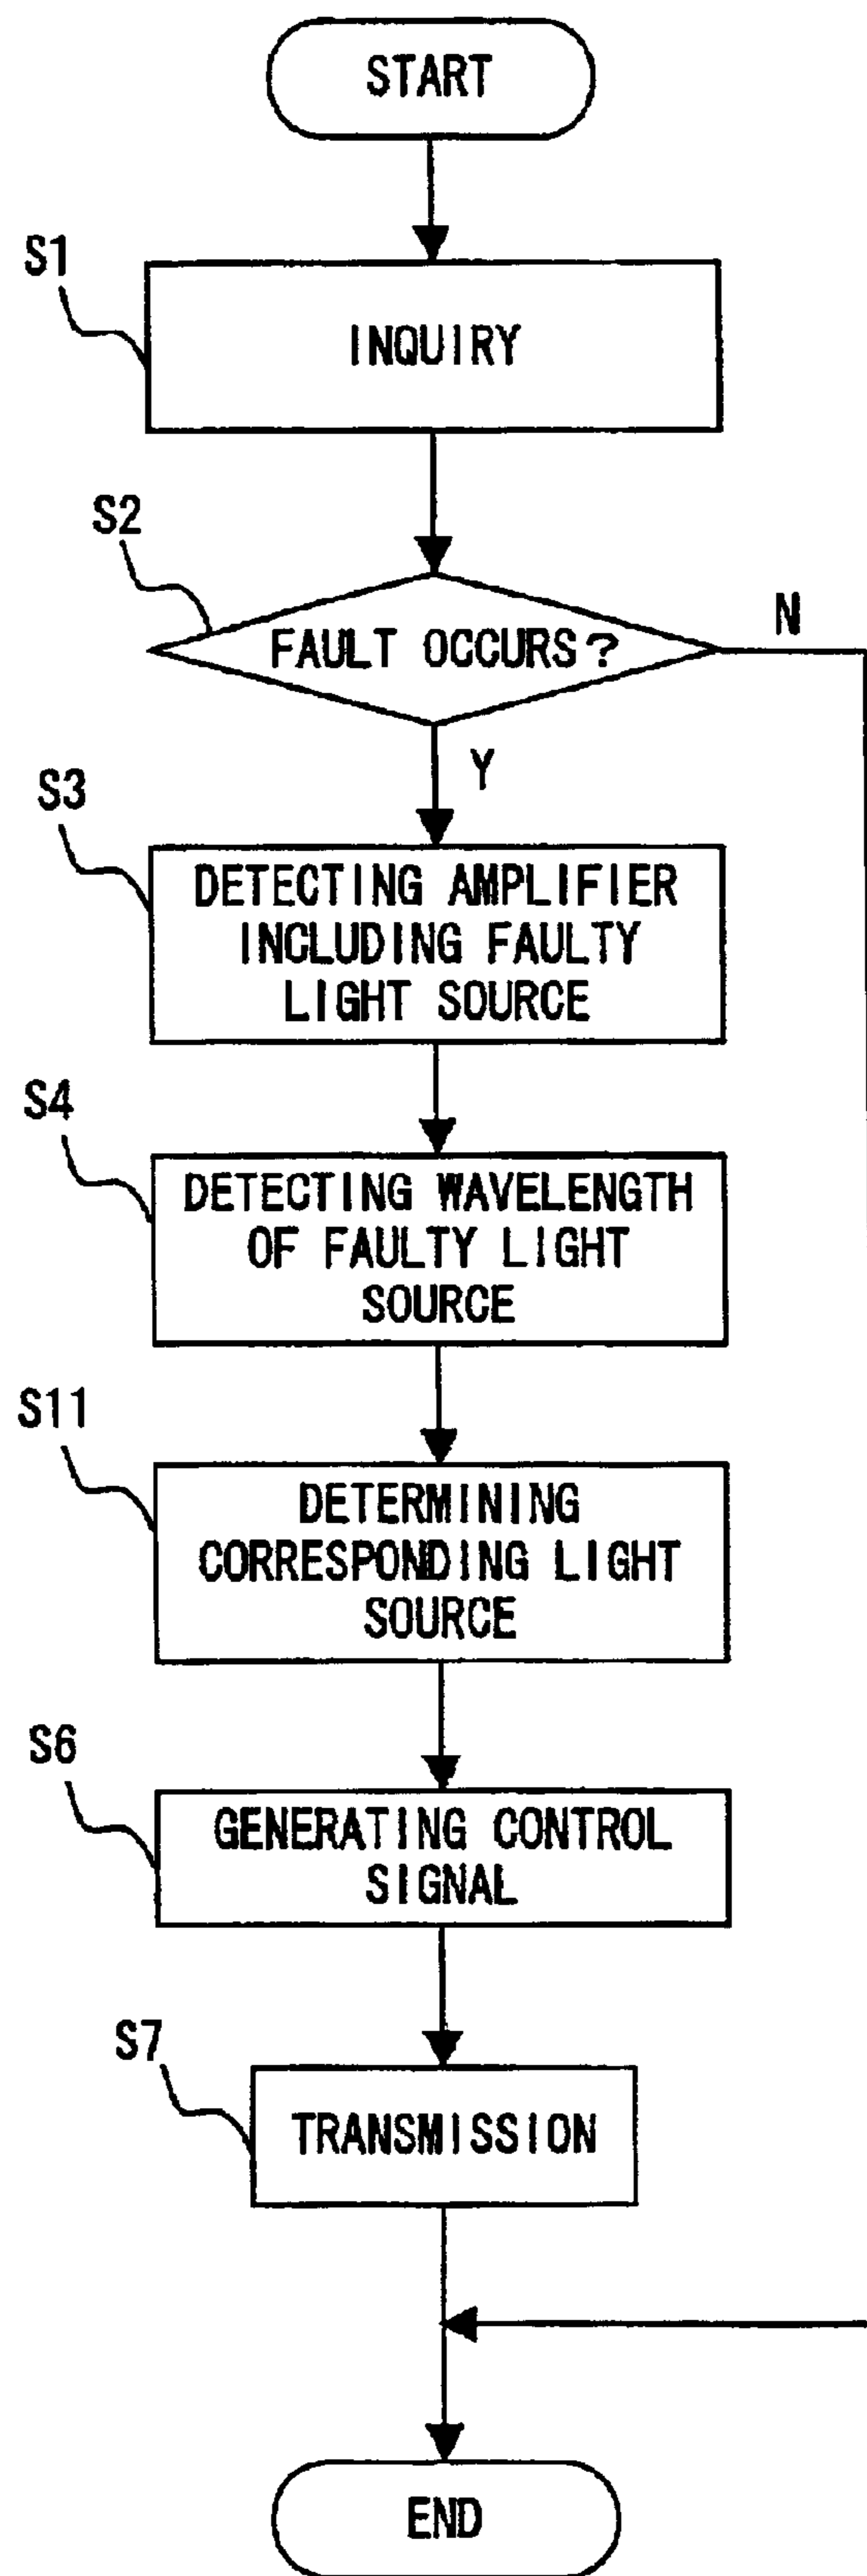 START
S1
INQUIRY
S2
FAULT OCCURS?
N
Y
S3
DETECTING AMPLIFIER
INCLUDING FAULTY
LIGHT SOURCE
S4
DETECTING WAVELENGTH
OF FAULTY LIGHT
SOURCE
S11
DETERMINING
CORRESPONDING LIGHT
SOURCE
S6
GENERATING CONTROL
SIGNAL
S7
TRANSMISSION
END